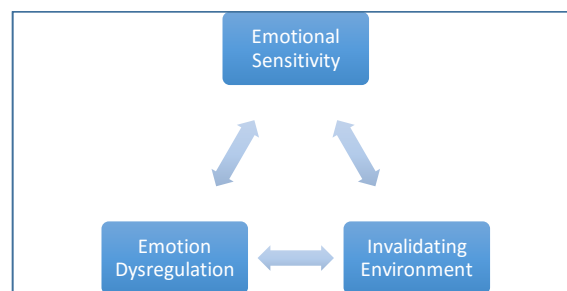 Emotional
Sensitivity
Emotion
Dysregulation
Invalidating
Environment